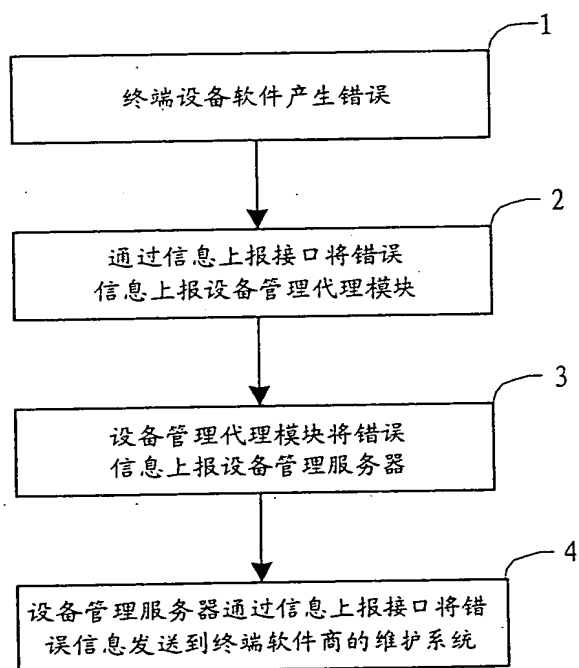 1
终端设备软件产生错误
2
通过信息上报接口将错误
信息上报设备管理代理模块
3
设备管理代理模块将错误
信息上报设备管理服务器
4
设备管理服务器通过信息上报接口将错
误信息发送到终端软件商的维护系统